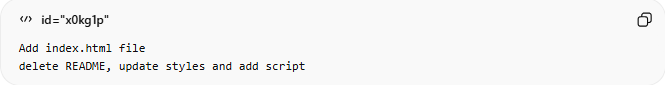 </> id="x0kg1p"
Add index.html file
delete README, update styles and add script